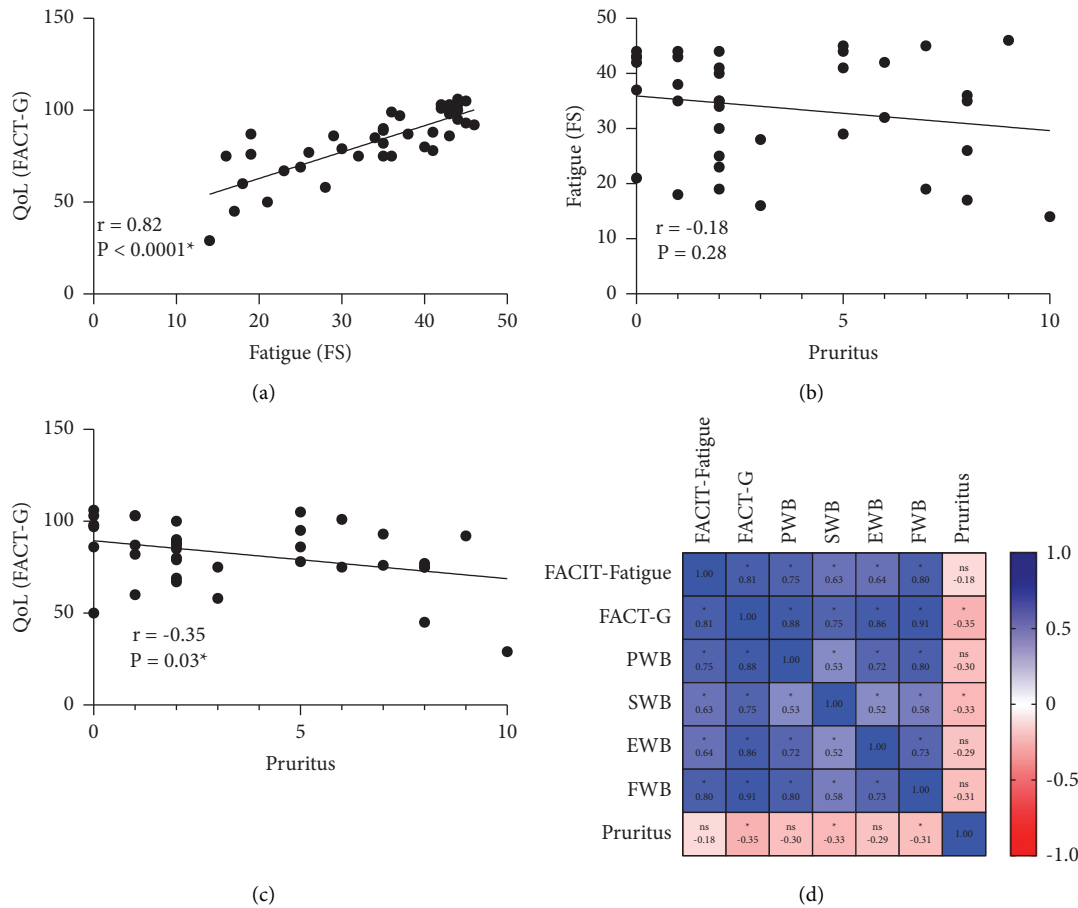 150
100
50
0
QoL (FACT-G)
r = 0.82
P < 0.0001*
0 10 20 30 40 50
Fatigue (FS)
(a)
50
40
30
20
10
0
Fatigue (FS)
r = -0.18
P = 0.28
0 5 10
Pruritus
(b)
150
100
50
0
QoL (FACT-G)
r = -0.35
P = 0.03*
0 5 10
Pruritus
(c)
FACIT-Fatigue FACT-G PWB SWB EWB FWB Pruritus
* * * * * ns
FACIT-Fatigue 1.00 0.81 0.75 0.63 0.64 0.80 -0.18
* * * * * *
FACT-G 0.81 1.00 0.88 0.75 0.86 0.91 -0.35
* * * * * ns
PWB 0.75 0.88 1.00 0.53 0.72 0.80 -0.30
* * * * * *
SWB 0.63 0.75 0.53 1.00 0.52 0.58 -0.33
* * * * * ns
EWB 0.64 0.86 0.72 0.52 1.00 0.73 -0.29
* * * * * ns
FWB 0.80 0.91 0.80 0.58 0.73 1.00 -0.31
ns * ns * ns *
Pruritus -0.18 -0.35 -0.30 -0.33 -0.29 -0.31 1.00
1.0
0.5
0
-0.5
-1.0
(d)